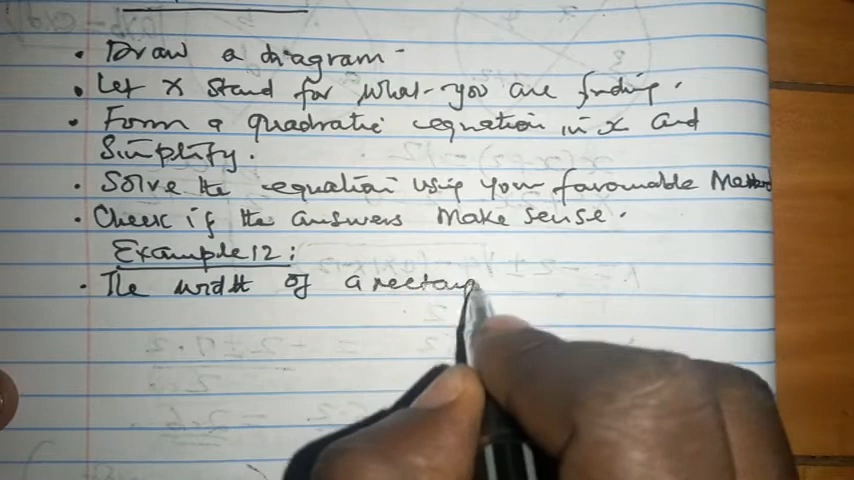 • Draw a diagram.
• Let x stand for what you are finding.
• Form a quadratic equation in x and
Simplify.
• Solve the equation using your favourable Method
• Check if the answers make sense.
Example 12:
• The width of a rectang